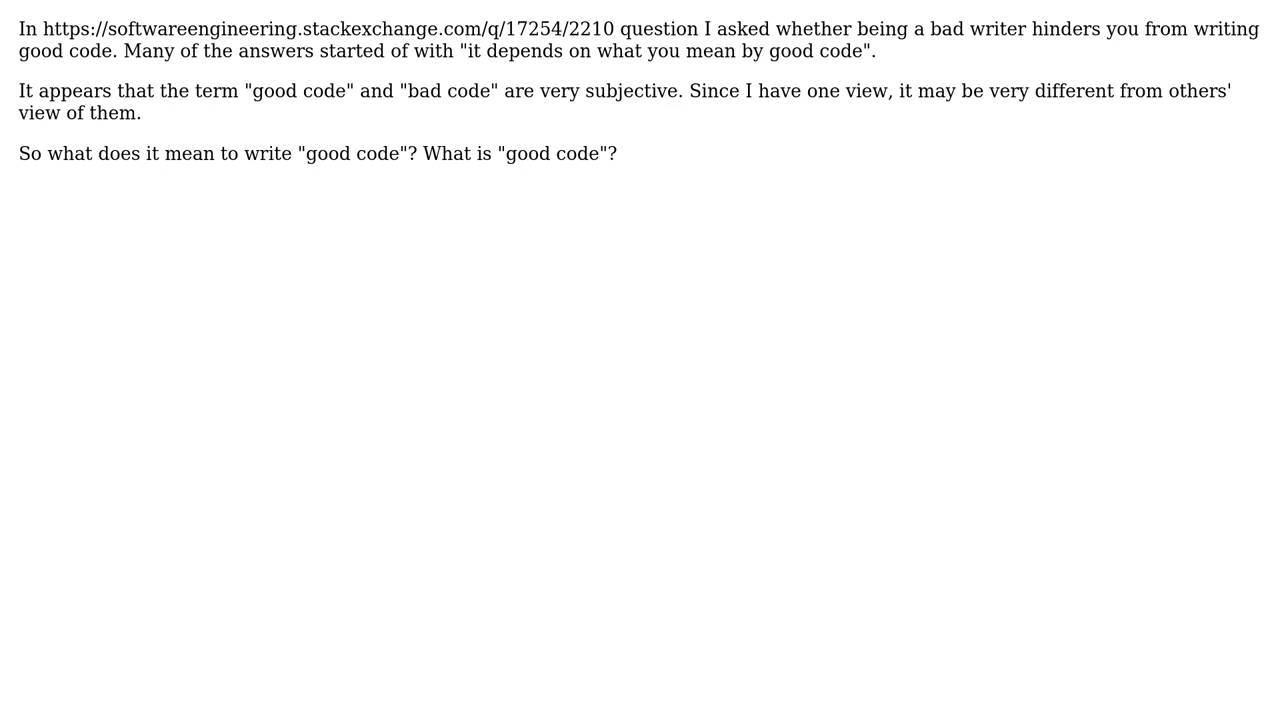 In https://softwareengineering.stackexchange.com/q/17254/2210 question I asked whether being a bad writer hinders you from writing
good code. Many of the answers started of with "it depends on what you mean by good code".
It appears that the term "good code" and "bad code" are very subjective. Since I have one view, it may be very different from others'
view of them.
So what does it mean to write "good code"? What is "good code"?